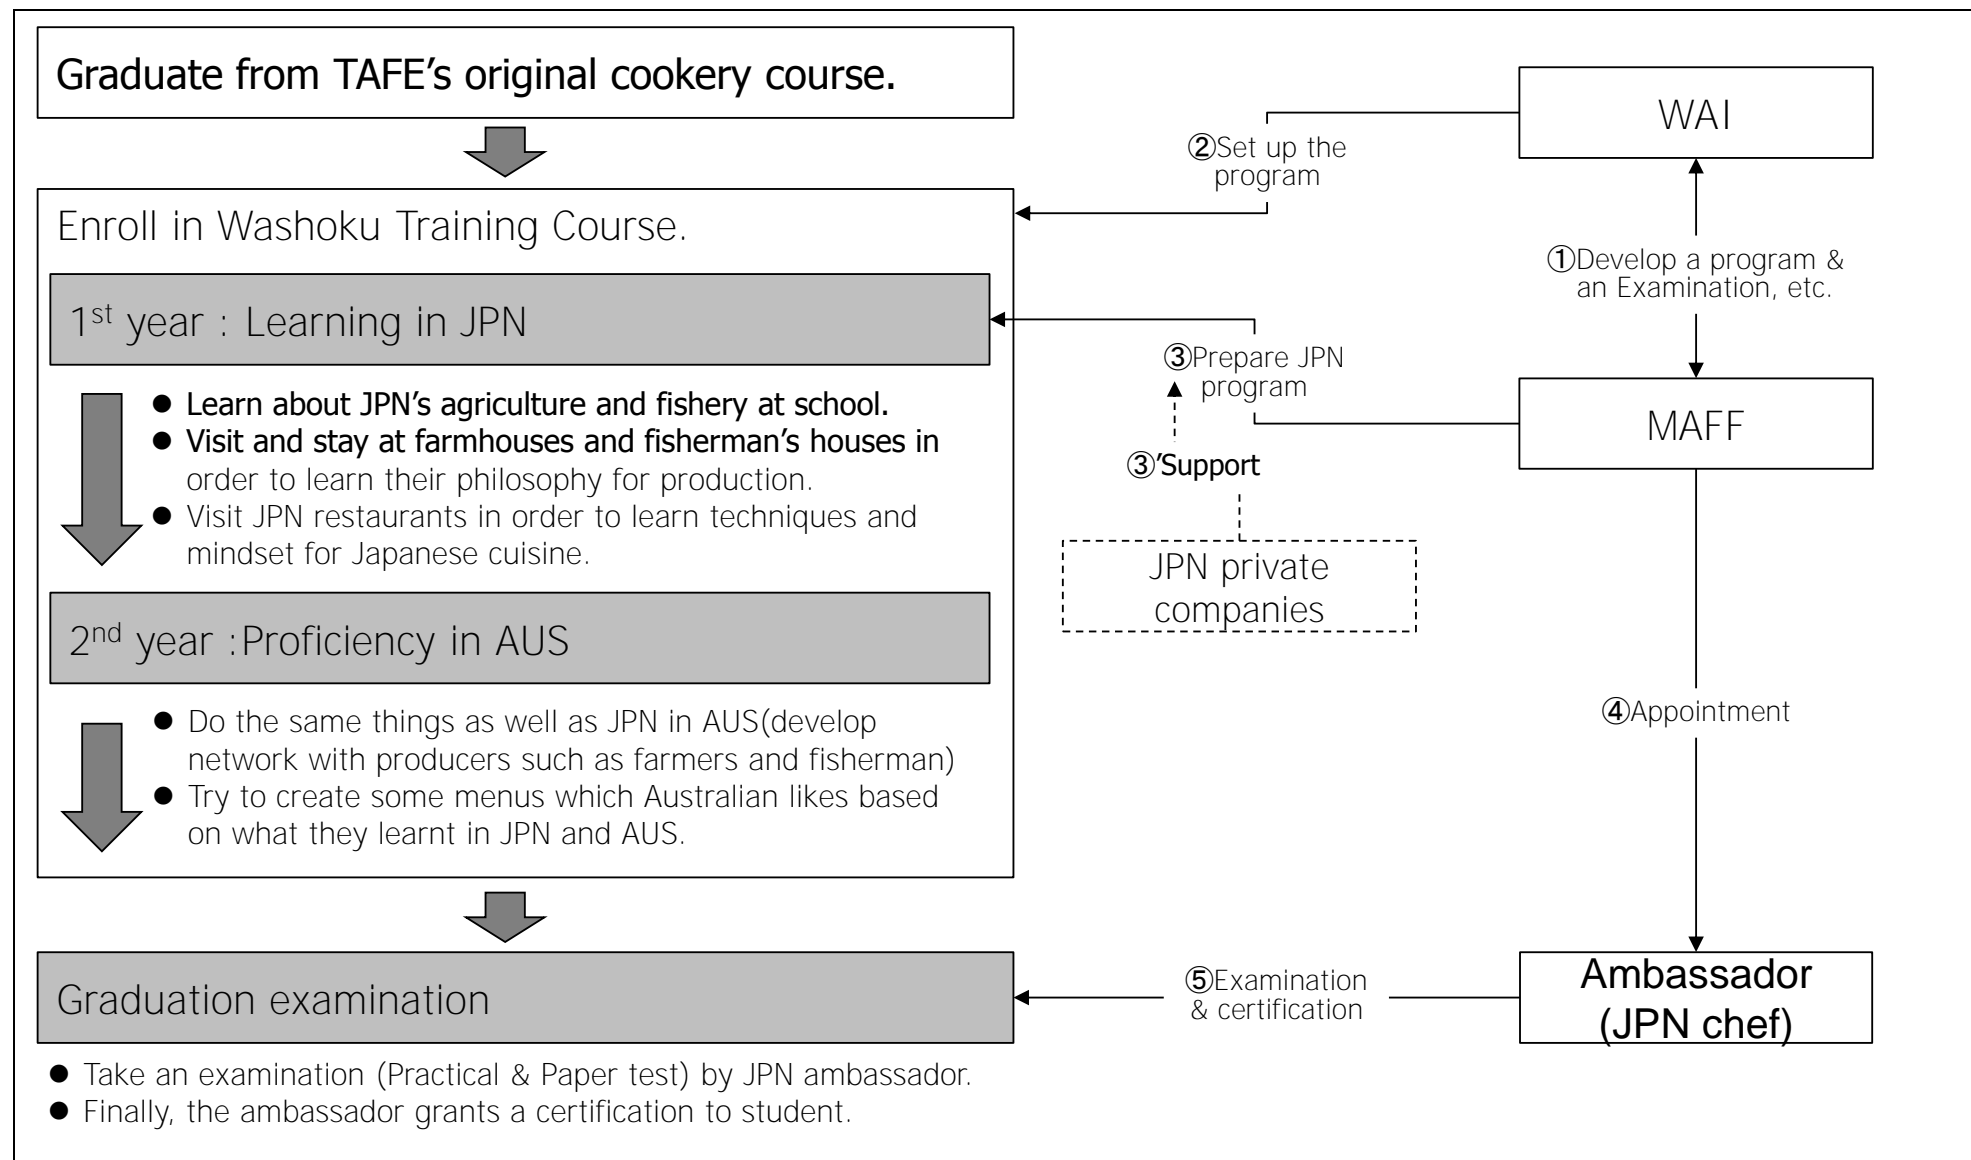 Graduate from TAFE's original cookery course.
Enroll in Washoku Training Course.
1st year : Learning in JPN
● Learn about JPN's agriculture and fishery at school.
● Visit and stay at farmhouses and fisherman's houses in
order to learn their philosophy for production.
● Visit JPN restaurants in order to learn techniques and
mindset for Japanese cuisine.
2nd year :Proficiency in AUS
● Do the same things as well as JPN in AUS(develop
network with producers such as farmers and fisherman)
● Try to create some menus which Australian likes based
on what they learnt in JPN and AUS.
Graduation examination
● Take an examination (Practical & Paper test) by JPN ambassador.
● Finally, the ambassador grants a certification to student.
WAI
②Set up the
program
①Develop a program &
an Examination, etc.
③Prepare JPN
program
MAFF
③'Support
JPN private
companies
④Appointment
⑤Examination
& certification
Ambassador
(JPN chef)